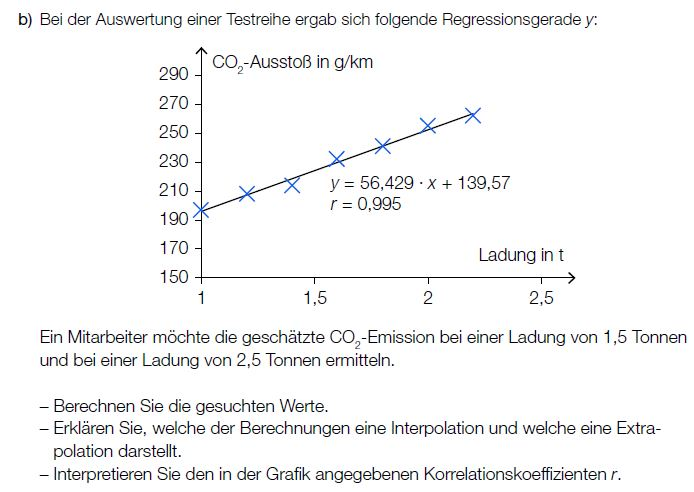 b) Bei der Auswertung einer Testreihe ergab sich folgende Regressionsgerade y:
CO₂-Ausstoß in g/km
290
270
250
230
210
190
170
150
y = 56,429 · x + 139,57
r = 0,995
Ladung in t
1
1,5
2
2,5
Ein Mitarbeiter möchte die geschätzte CO₂-Emission bei einer Ladung von 1,5 Tonnen
und bei einer Ladung von 2,5 Tonnen ermitteln.
– Berechnen Sie die gesuchten Werte.
– Erklären Sie, welche der Berechnungen eine Interpolation und welche eine Extra-
polation darstellt.
– Interpretieren Sie den in der Grafik angegebenen Korrelationskoeffizienten r.